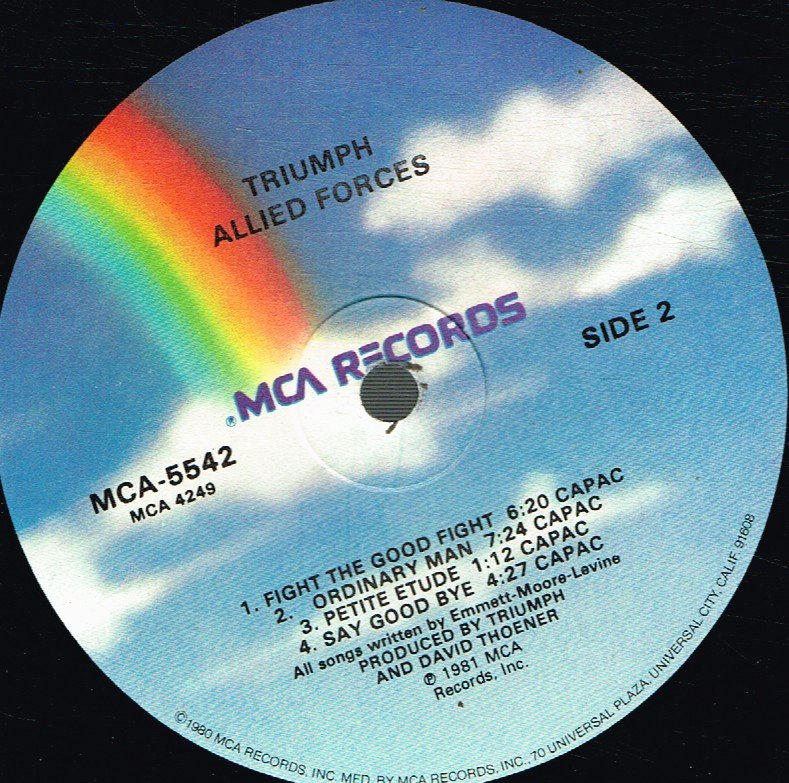 TRIUMPH
ALLIED FORCES
MCA RECORDS
®
SIDE 2
MCA-5542
MCA 4249
1. FIGHT THE GOOD FIGHT 6:20 CAPAC
2. ORDINARY MAN 7:24 CAPAC
3. PETITE ETUDE 1:12 CAPAC
4. SAY GOOD BYE 4:27 CAPAC
All songs written by Emmett-Moore-Levine
PRODUCED BY TRIUMPH
AND DAVID THOENER
℗ 1981 MCA
Records, Inc.
©1980 MCA RECORDS, INC. MFD. BY MCA RECORDS, INC., 70 UNIVERSAL PLAZA, UNIVERSAL CITY, CALIF. 91608